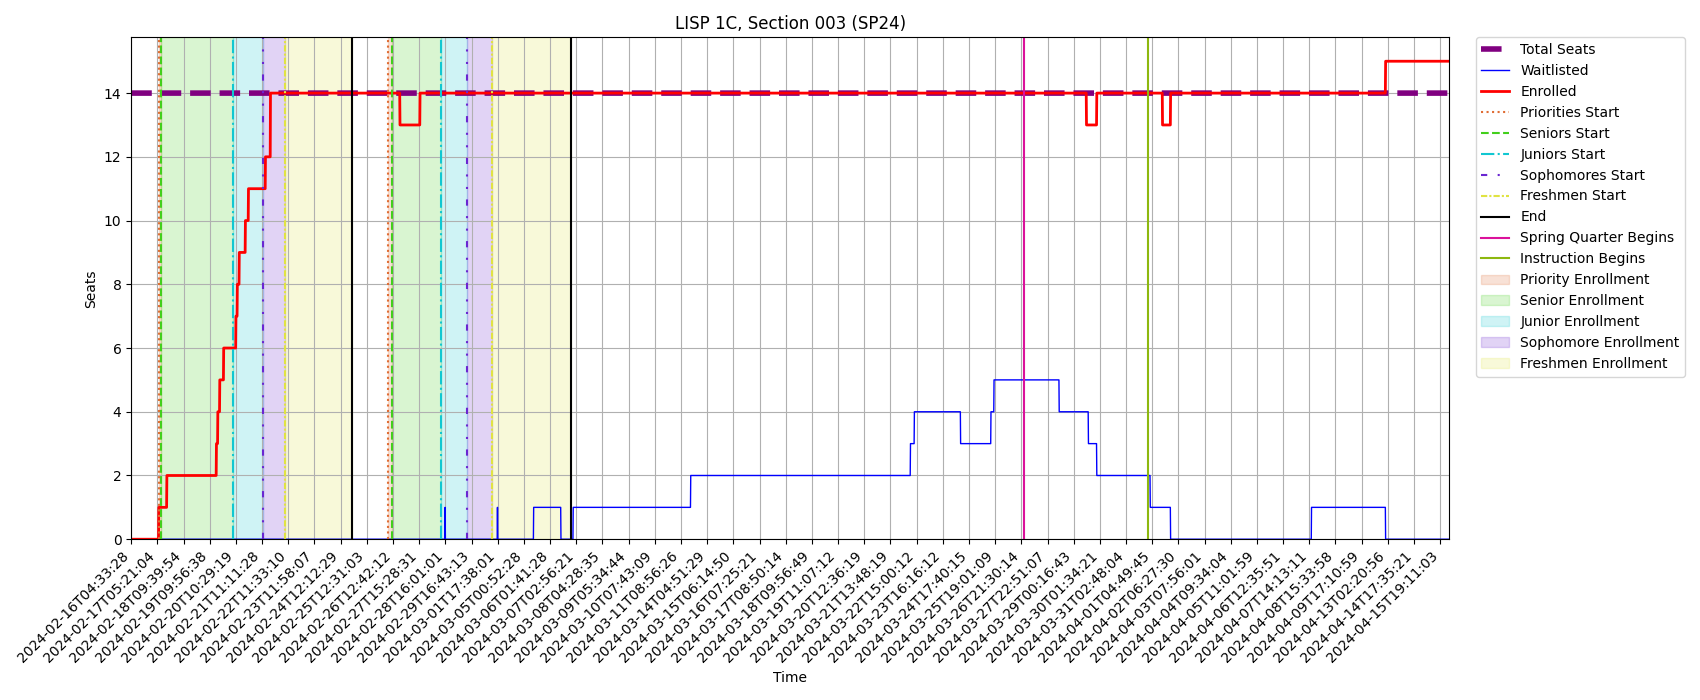 LISP 1C, Section 003 (SP24)
Seats
14
12
10
8
6
4
2
0
2024-02-16T04:33:28
2024-02-17T05:21:04
2024-02-18T09:39:54
2024-02-19T09:56:38
2024-02-20T10:29:19
2024-02-21T11:11:28
2024-02-22T11:33:10
2024-02-23T11:58:07
2024-02-24T12:12:29
2024-02-25T12:31:03
2024-02-26T12:42:12
2024-02-27T15:28:31
2024-02-28T16:01:01
2024-02-29T16:43:13
2024-03-01T17:38:01
2024-03-05T00:52:28
2024-03-06T01:41:28
2024-03-07T02:56:21
2024-03-08T04:28:35
2024-03-09T05:34:44
2024-03-10T07:43:09
2024-03-11T08:56:26
2024-03-14T04:51:29
2024-03-15T06:14:50
2024-03-16T07:25:21
2024-03-17T08:50:14
2024-03-18T09:56:49
2024-03-19T11:07:12
2024-03-20T12:36:19
2024-03-21T13:48:19
2024-03-22T15:00:12
2024-03-23T16:16:12
2024-03-24T17:40:15
2024-03-25T19:01:09
2024-03-26T21:30:14
2024-03-27T22:51:07
2024-03-29T00:16:43
2024-03-30T01:34:21
2024-03-31T02:48:04
2024-04-01T04:49:45
2024-04-02T06:27:30
2024-04-03T07:56:01
2024-04-04T09:34:04
2024-04-05T11:01:59
2024-04-06T12:35:51
2024-04-07T14:13:11
2024-04-08T15:33:58
2024-04-09T17:10:59
2024-04-13T02:20:56
2024-04-14T17:35:21
2024-04-15T19:11:03
Time
Total Seats
Waitlisted
Enrolled
Priorities Start
Seniors Start
Juniors Start
Sophomores Start
Freshmen Start
End
Spring Quarter Begins
Instruction Begins
Priority Enrollment
Senior Enrollment
Junior Enrollment
Sophomore Enrollment
Freshmen Enrollment